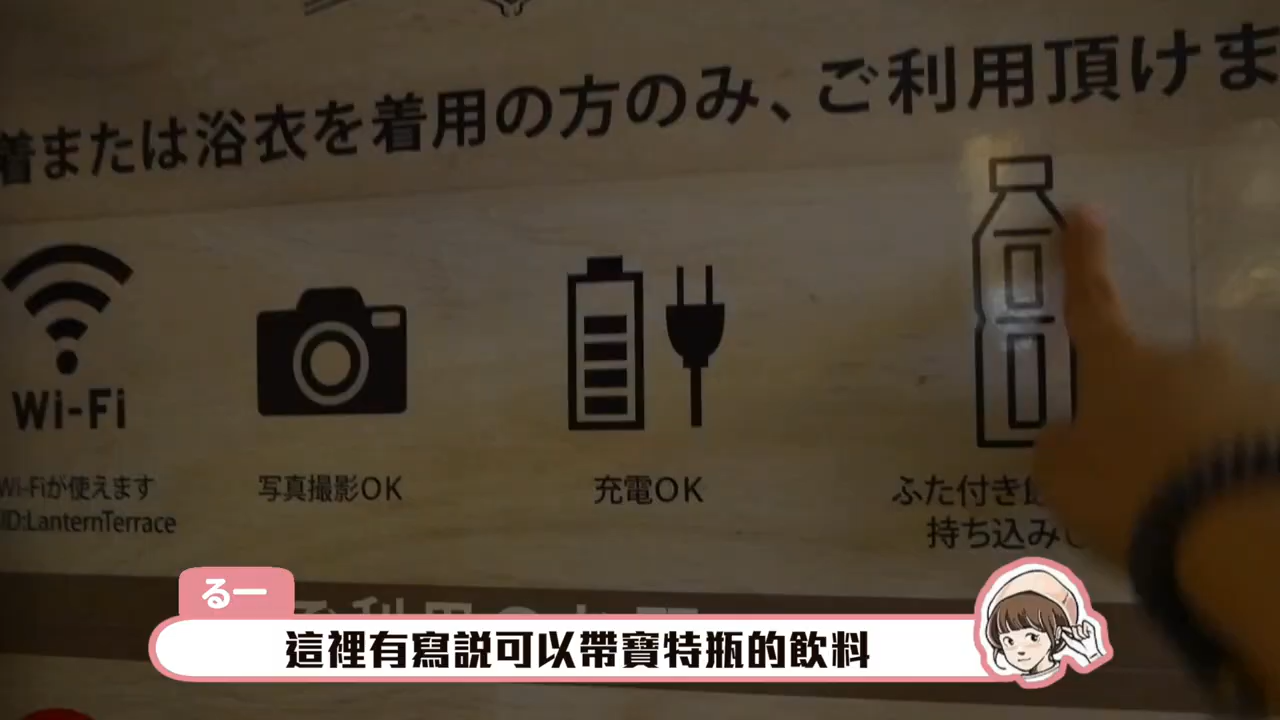 着または浴衣を着用の方のみ、ご利用頂けま
Wi-Fi
Wi-Fiが使えます
ID:LanternTerrace
写真撮影OK
充電OK
ふた付き飲
持ち込み
るー
這裡有寫説可以帶寶特瓶的飲料